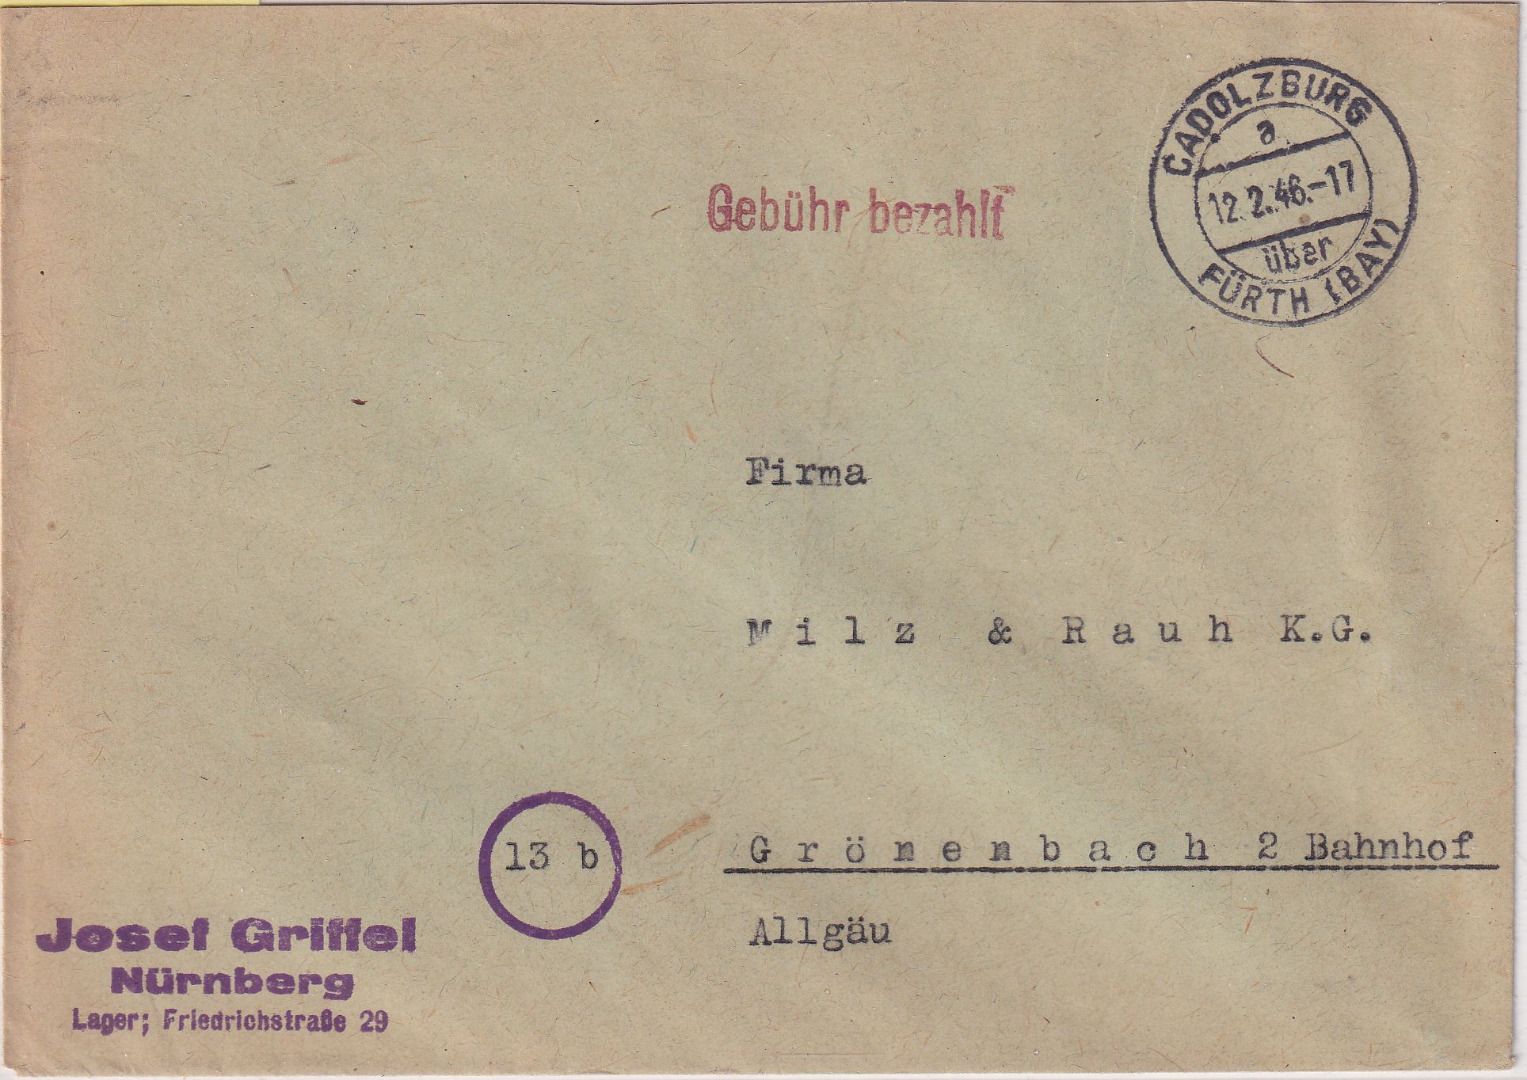 CADOLZBURG
a
12.2.46.-17
über
FÜRTH (BAY)
Gebühr bezahlt
Firma
Milz & Rauh K.G.
13 b
Grönenbach 2 Bahnhof
Allgäu
Josef Griffel
Nürnberg
Lager; Friedrichstraße 29